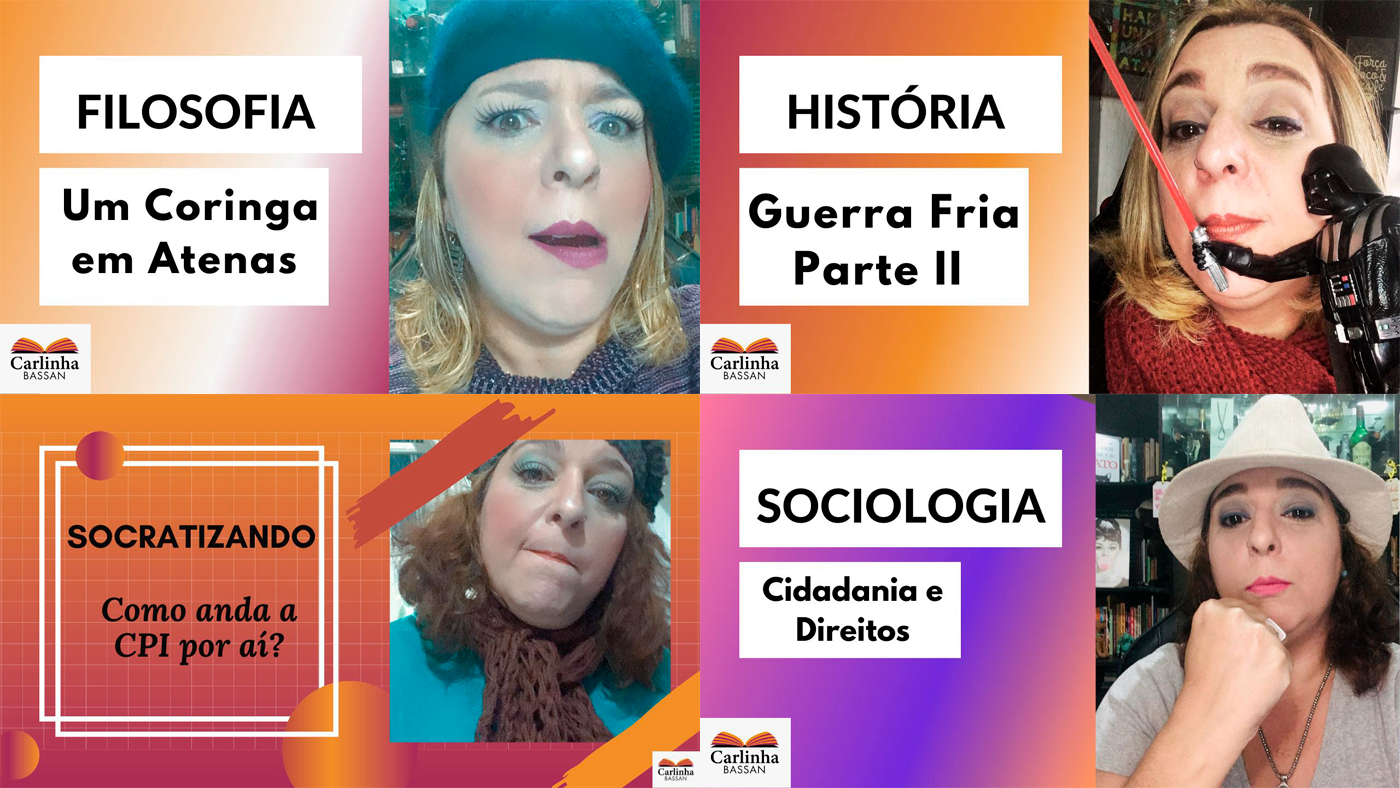 FILOSOFIA
Um Coringa
em Atenas
Carlinha
BASSAN
HISTÓRIA
Guerra Fria
Parte II
Carlinha
BASSAN
SOCRATIZANDO
Como anda a
CPI por aí?
Carlinha
BASSAN
SOCIOLOGIA
Cidadania e
Direitos
Carlinha
BASSAN